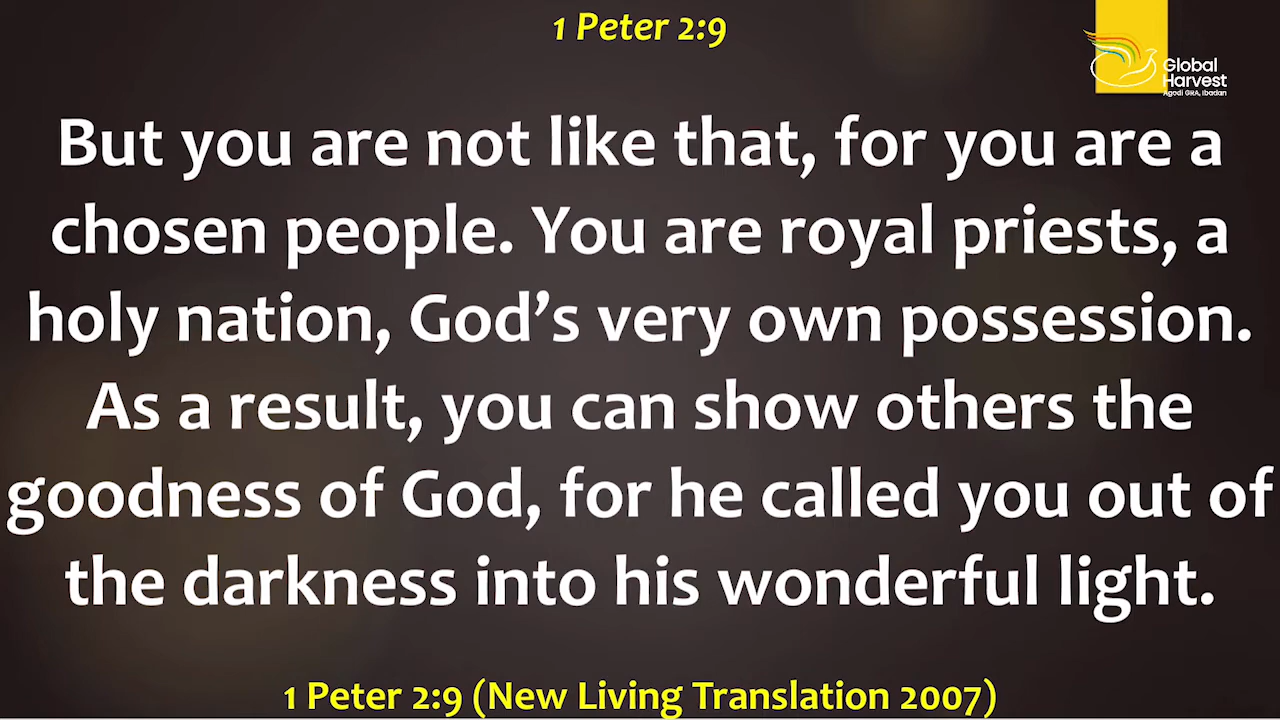 1 Peter 2:9
Global
Harvest
Agodi GRA, Ibadan
But you are not like that, for you are a
chosen people. You are royal priests, a
holy nation, God’s very own possession.
As a result, you can show others the
goodness of God, for he called you out of
the darkness into his wonderful light.
1 Peter 2:9 (New Living Translation 2007)